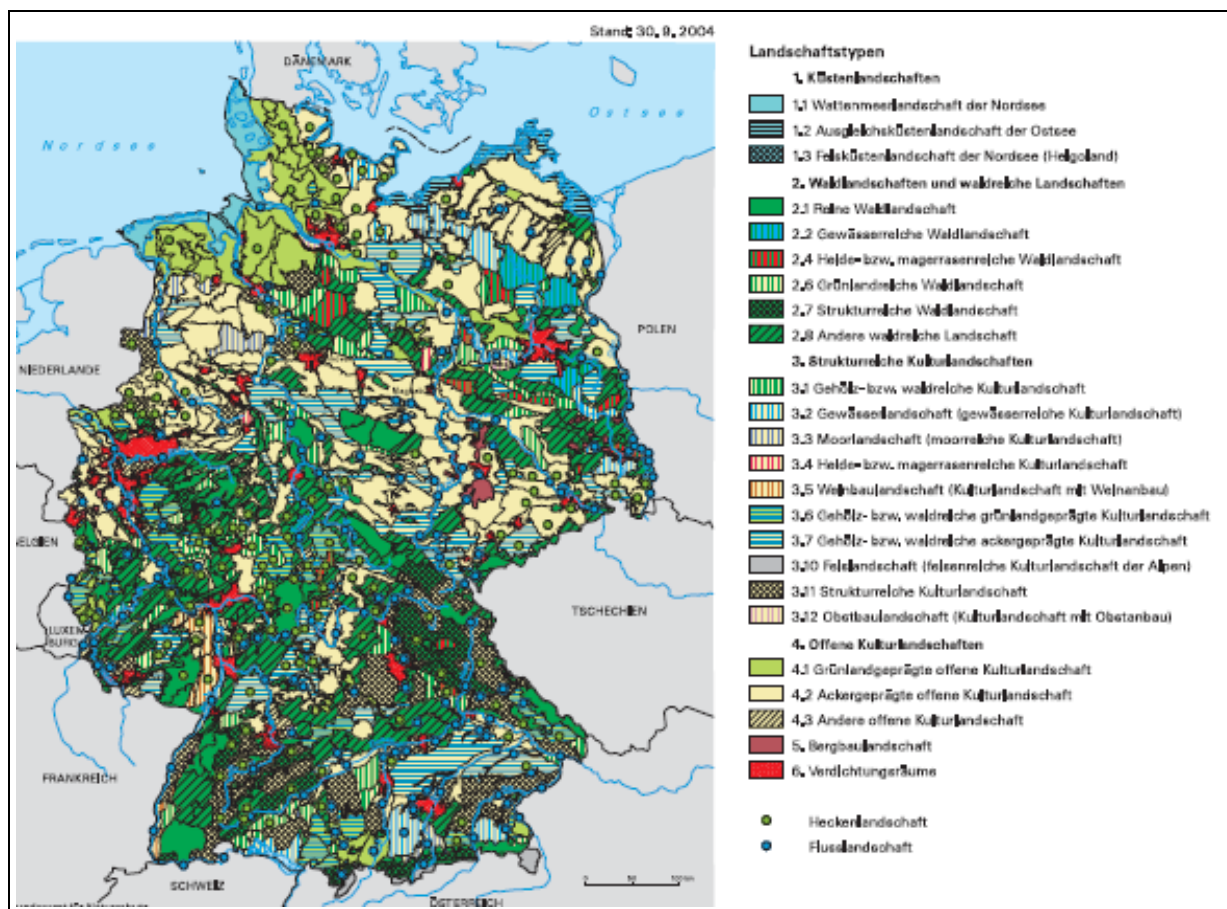 Stand: 30. 9. 2004
DÄNEMARK
Nordsee
Ostsee
POLEN
NIEDERLANDE
BELGIEN
LUXEM-
BURG
TSCHECHIEN
FRANKREICH
SCHWEIZ
ÖSTERREICH
0 50 100 km
Landschaftstypen
1. Küstenlandschaften
1.1 Wattenmeerlandschaft der Nordsee
1.2 Ausgleichsküstenlandschaft der Ostsee
1.3 Felsküstenlandschaft der Nordsee (Helgoland)
2. Waldlandschaften und waldreiche Landschaften
2.1 Reine Waldlandschaft
2.2 Gewässerreiche Waldlandschaft
2.4 Heide- bzw. magerrasenreiche Waldlandschaft
2.6 Grünlandreiche Waldlandschaft
2.7 Strukturreiche Waldlandschaft
2.8 Andere waldreiche Landschaft
3. Strukturreiche Kulturlandschaften
3.1 Gehölz- bzw. waldreiche Kulturlandschaft
3.2 Gewässerlandschaft (gewässerreiche Kulturlandschaft)
3.3 Moorlandschaft (moorreiche Kulturlandschaft)
3.4 Heide- bzw. magerrasenreiche Kulturlandschaft
3.5 Weinbaulandschaft (Kulturlandschaft mit Weinanbau)
3.6 Gehölz- bzw. waldreiche grünlandgeprägte Kulturlandschaft
3.7 Gehölz- bzw. waldreiche ackergeprägte Kulturlandschaft
3.10 Felslandschaft (felsenreiche Kulturlandschaft der Alpen)
3.11 Strukturreiche Kulturlandschaft
3.12 Obstbaulandschaft (Kulturlandschaft mit Obstanbau)
4. Offene Kulturlandschaften
4.1 Grünlandgeprägte offene Kulturlandschaft
4.2 Ackergeprägte offene Kulturlandschaft
4.3 Andere offene Kulturlandschaft
5. Bergbaulandschaft
6. Verdichtungsräume
Heckenlandschaft
Flusslandschaft